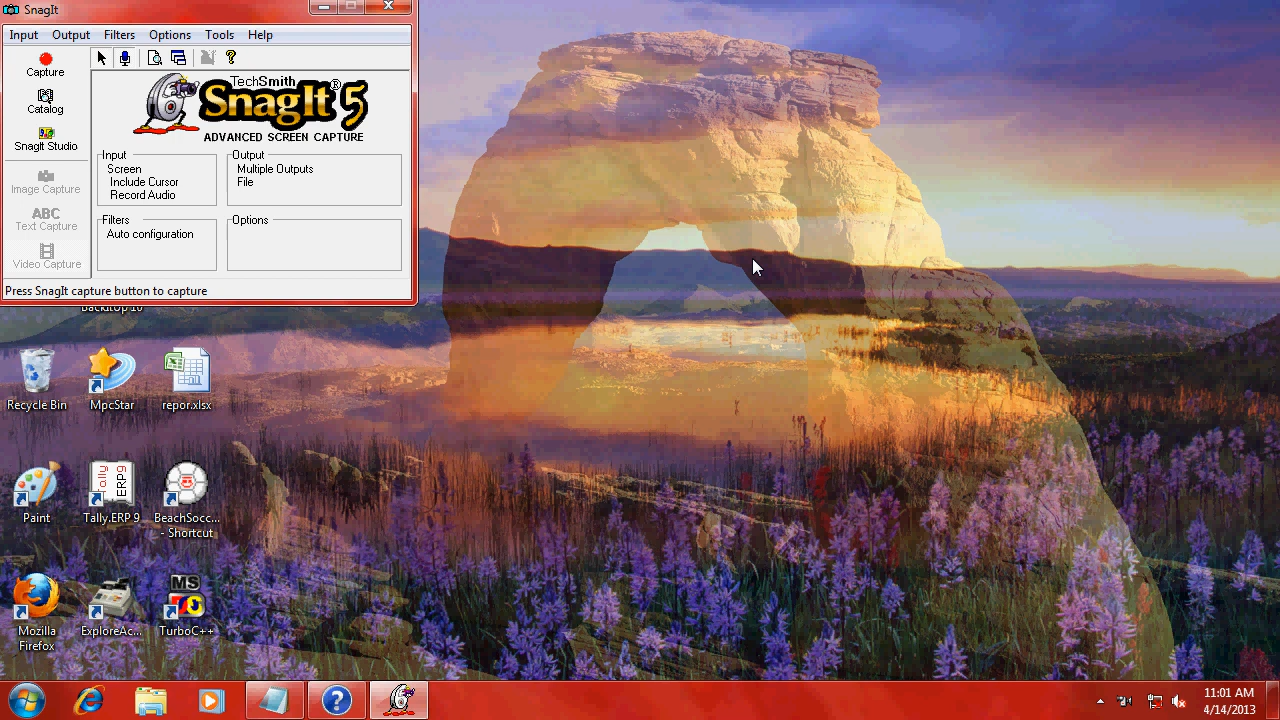 SnagIt
Input Output Filters Options Tools Help
Capture
Catalog
SnagIt Studio
Image Capture
ABC
Text Capture
Video Capture
TechSmith
SnagIt 5
®
ADVANCED SCREEN CAPTURE
Input
Screen
Include Cursor
Record Audio
Output
Multiple Outputs
File
Filters
Auto configuration
Options
Press SnagIt capture button to capture
Recycle Bin
MpcStar
repor.xlsx
Paint
Tally.ERP 9
BeachSocc...
- Shortcut
Mozilla
Firefox
ExploreAc...
MS
TurboC++
11:01 AM
4/14/2013